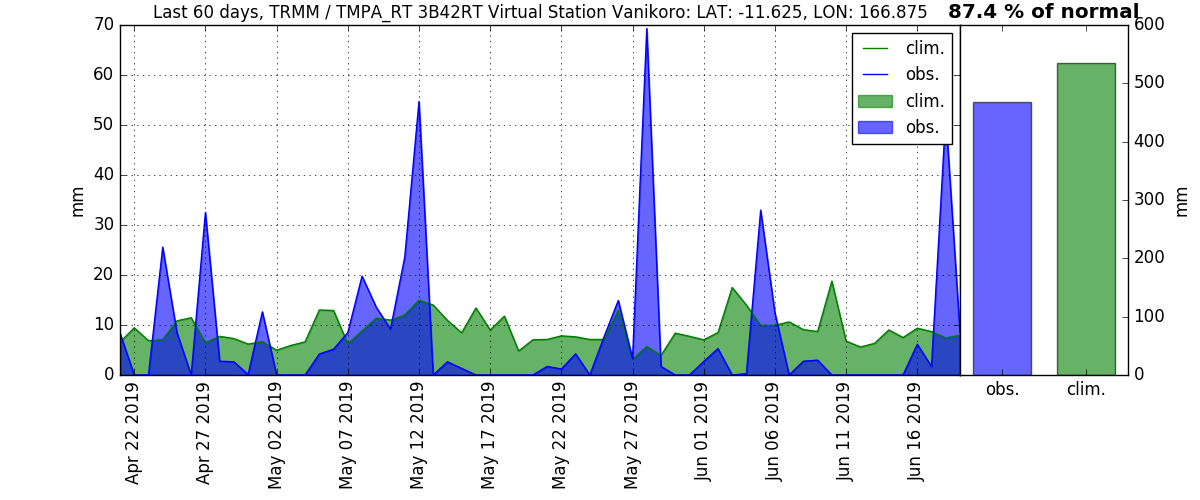 Last 60 days, TRMM / TMPA_RT 3B42RT Virtual Station Vanikoro: LAT: -11.625, LON: 166.875
87.4 % of normal
70
60
50
40
30
20
10
0
mm
clim.
obs.
clim.
obs.
600
500
400
300
200
100
0
mm
Apr 22 2019
Apr 27 2019
May 02 2019
May 07 2019
May 12 2019
May 17 2019
May 22 2019
May 27 2019
Jun 01 2019
Jun 06 2019
Jun 11 2019
Jun 16 2019
obs.
clim.